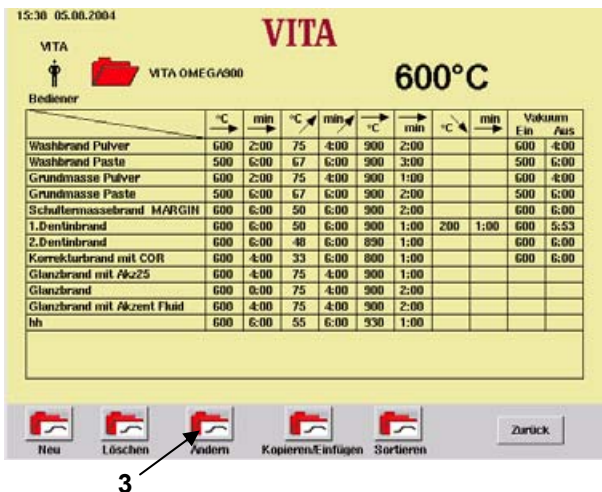 15:38 05.08.2004
VITA
VITA
VITA OMEGA900
600°C
Bediener
°C min °C min °C min °C min Vakuum
Ein Aus
Washbrand Pulver 600 2:00 75 4:00 900 2:00 600 4:00
Washbrand Paste 500 6:00 67 6:00 900 3:00 500 6:00
Grundmasse Pulver 600 2:00 75 4:00 900 1:00 600 4:00
Grundmasse Paste 500 6:00 67 6:00 900 2:00 500 6:00
Schultermassebrand MARGIN 600 6:00 50 6:00 900 2:00 600 6:00
1.Dentinbrand 600 6:00 50 6:00 900 1:00 200 1:00 600 5:53
2.Dentinbrand 600 6:00 48 6:00 890 1:00 600 6:00
Korrekturbrand mit COR 600 4:00 33 6:00 800 1:00 600 6:00
Glanzbrand mit Akz25 600 4:00 75 4:00 900 1:00
Glanzbrand 600 0:00 75 4:00 900 2:00
Glanzbrand mit Akzent Fluid 600 4:00 75 4:00 900 2:00
hh 600 6:00 55 6:00 930 1:00
Neu Löschen Ändern Kopieren/Einfügen Sortieren Zurück
3